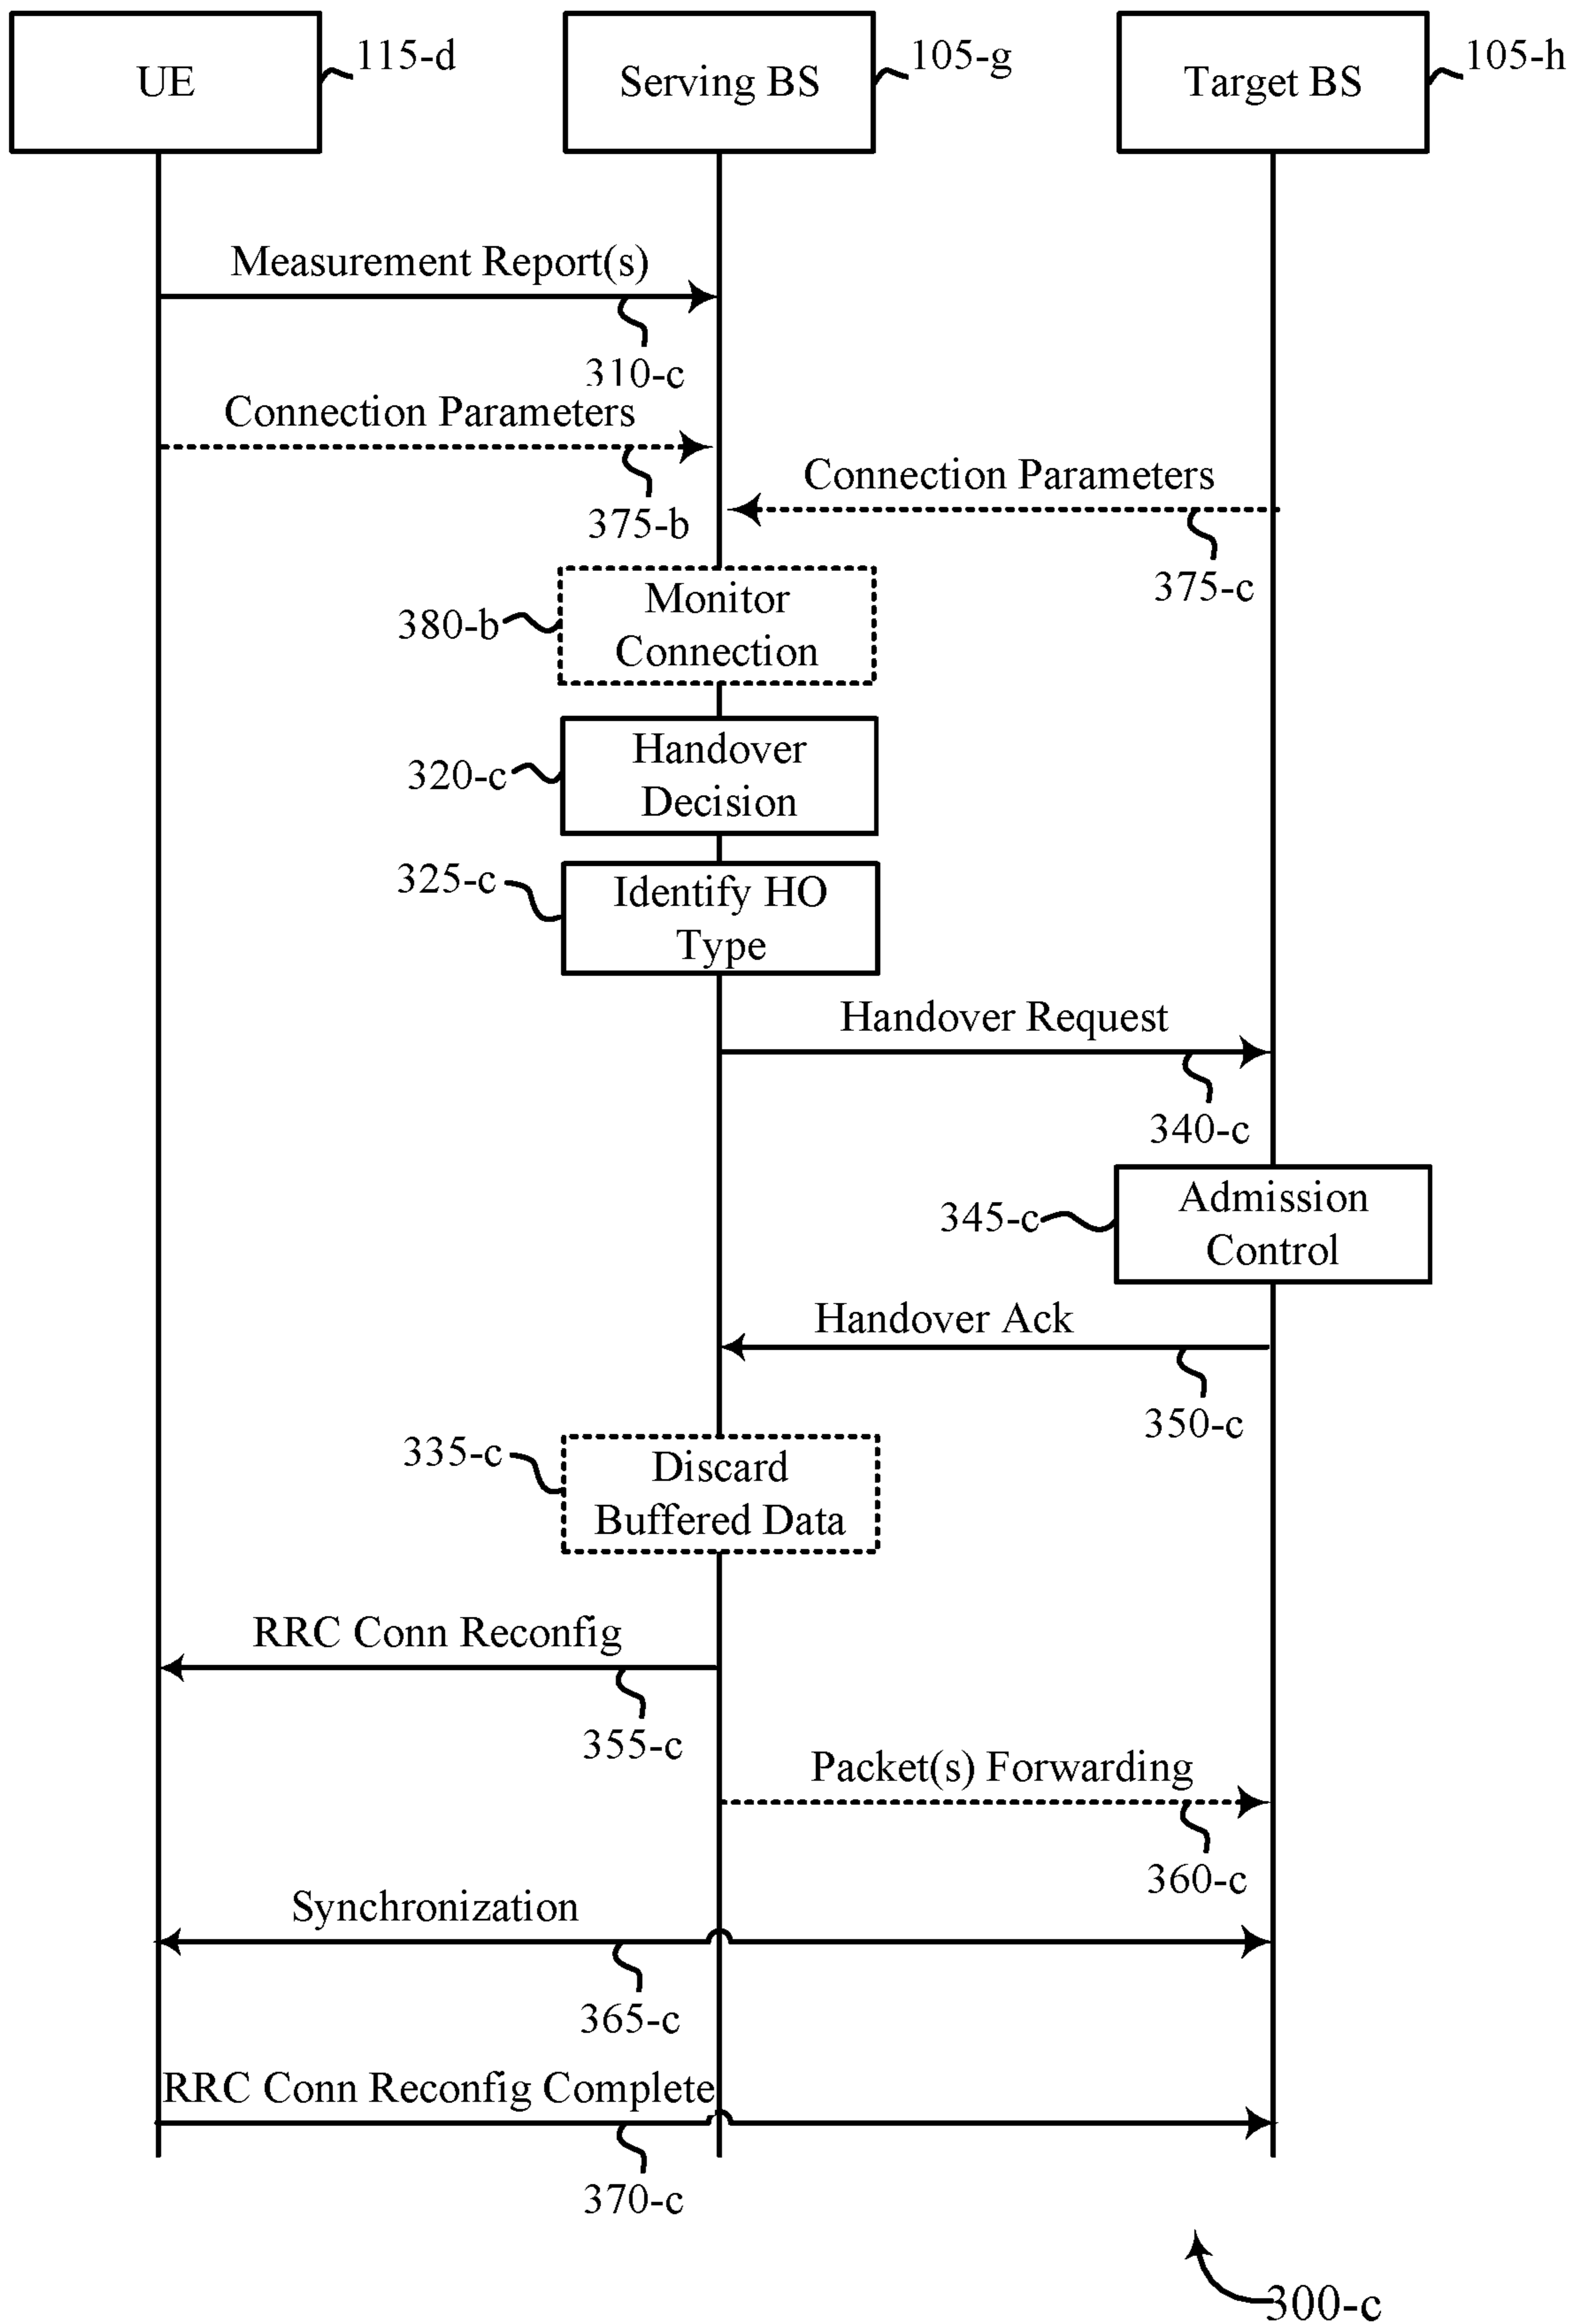 UE
115-d
Serving BS
105-g
Target BS
105-h
Measurement Report(s)
310-c
Connection Parameters
375-b
Connection Parameters
375-c
Monitor
Connection
380-b
Handover
Decision
320-c
Identify HO
Type
325-c
Handover Request
340-c
Admission
Control
345-c
Handover Ack
350-c
Discard
Buffered Data
335-c
RRC Conn Reconfig
355-c
Packet(s) Forwarding
360-c
Synchronization
365-c
RRC Conn Reconfig Complete
370-c
300-c